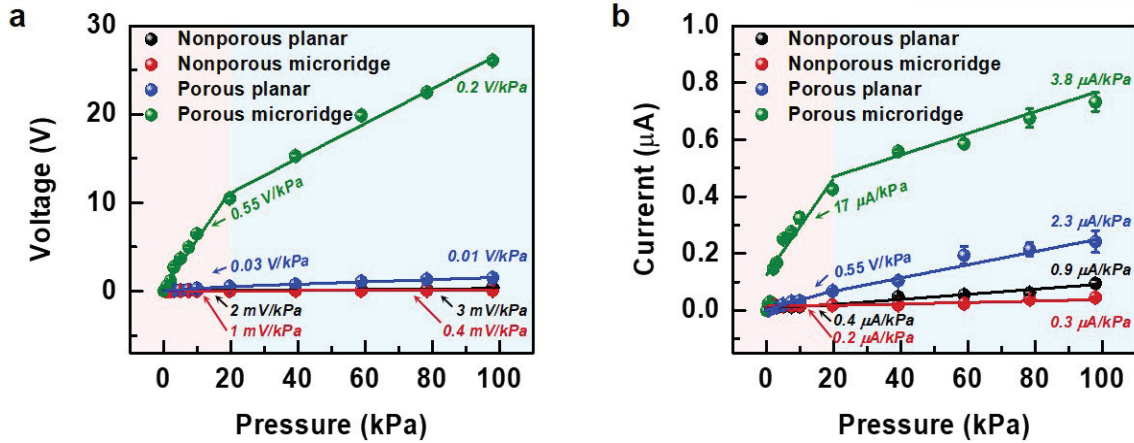 a
30
20
10
0
Voltage (V)
Nonporous planar
Nonporous microridge
Porous planar
Porous microridge
0.2 V/kPa
0.55 V/kPa
0.03 V/kPa
0.01 V/kPa
2 mV/kPa
3 mV/kPa
1 mV/kPa
0.4 mV/kPa
0 20 40 60 80 100
Pressure (kPa)
b
1.0
0.8
0.6
0.4
0.2
0.0
Currernt (μA)
Nonporous planar
Nonporous microridge
Porous planar
Porous microridge
3.8 μA/kPa
17 μA/kPa
2.3 μA/kPa
0.55 V/kPa
0.9 μA/kPa
0.4 μA/kPa
0.2 μA/kPa
0.3 μA/kPa
0 20 40 60 80 100
Pressure (kPa)